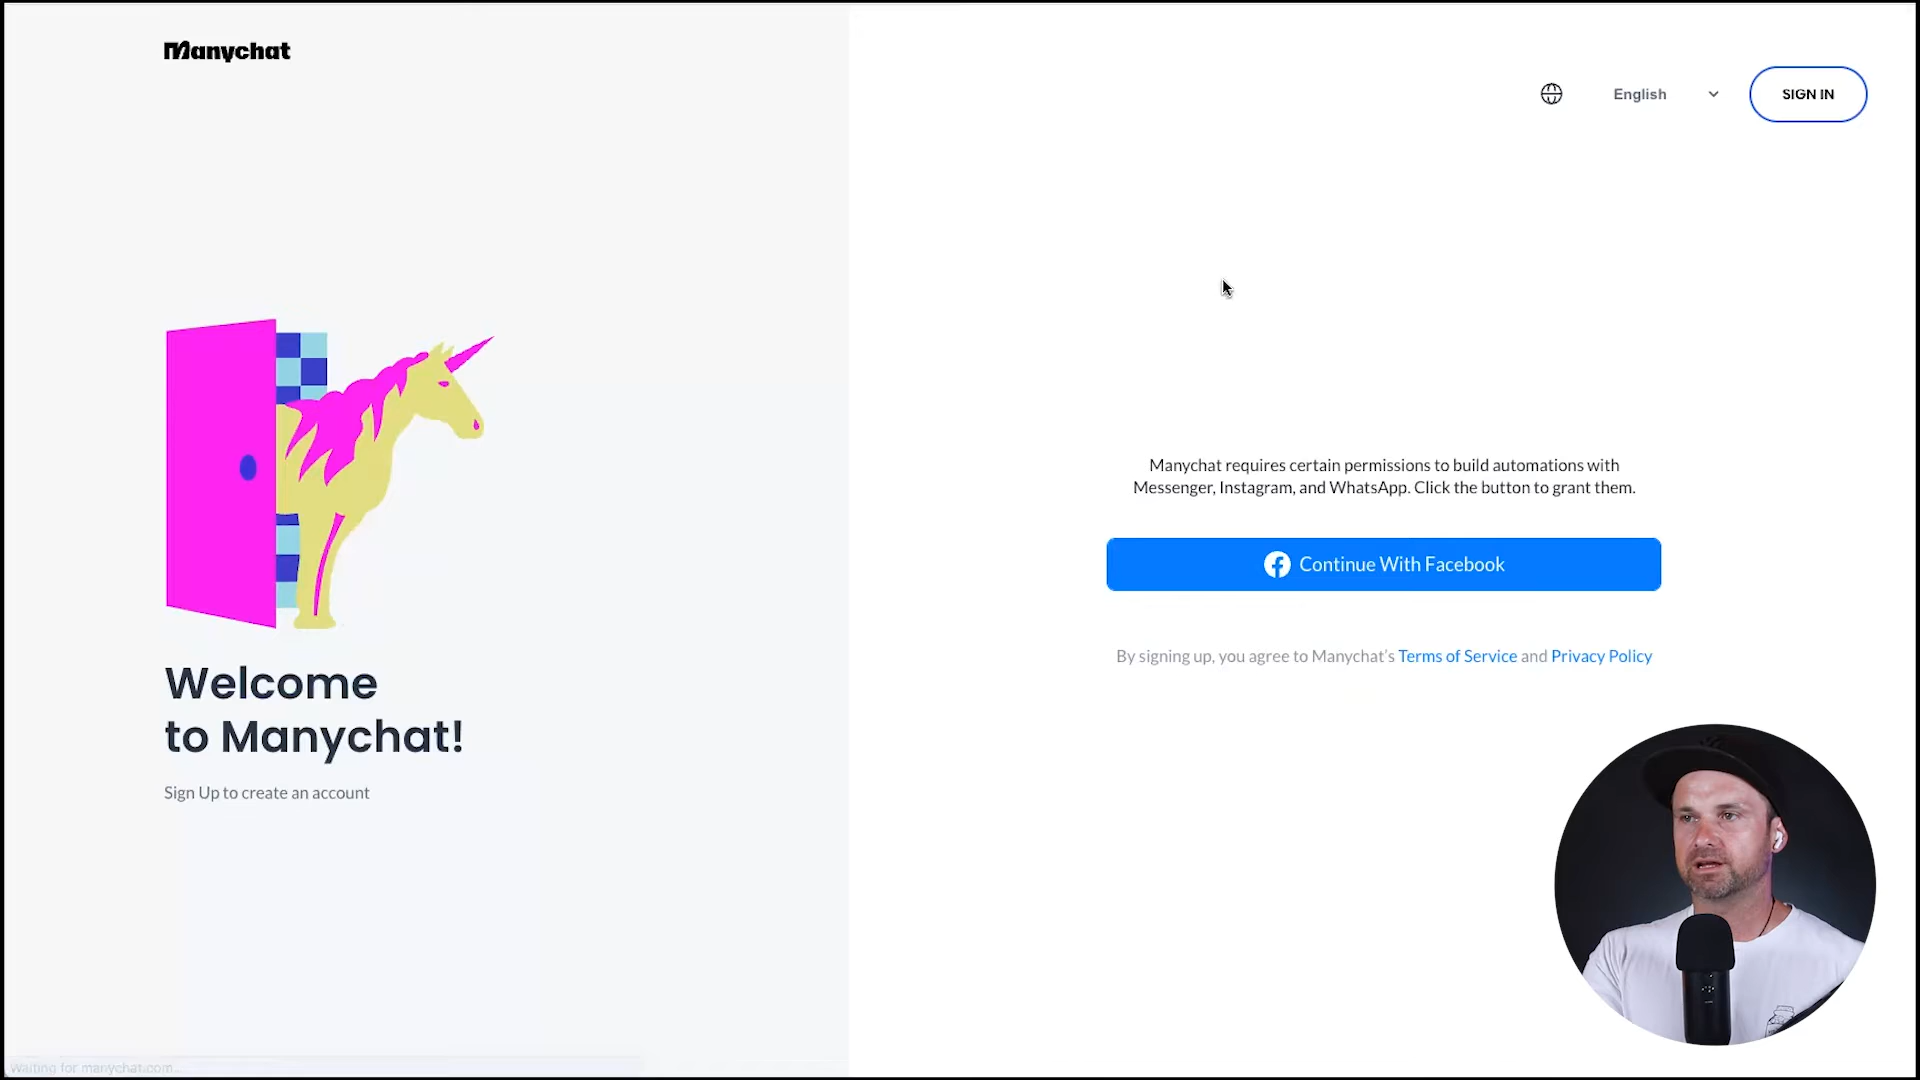 Manychat
English
SIGN IN
Manychat requires certain permissions to build automations with
Messenger, Instagram, and WhatsApp. Click the button to grant them.
Continue With Facebook
By signing up, you agree to Manychat's Terms of Service and Privacy Policy
Welcome
to Manychat!
Sign Up to create an account
Waiting for manychat.com...